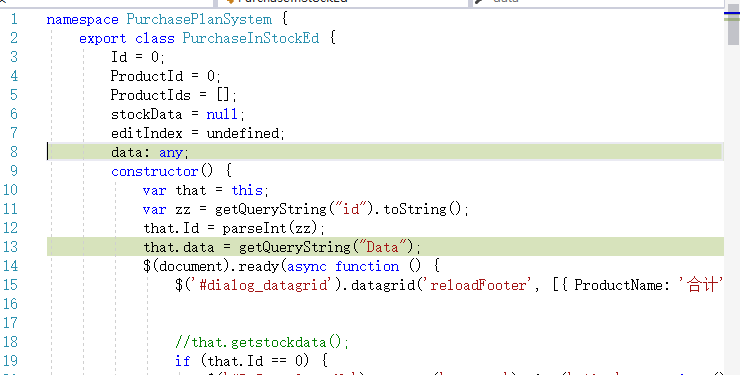 PurchaseInStockEd data
1 namespace PurchasePlanSystem {
2 export class PurchaseInStockEd {
3 Id = 0;
4 ProductId = 0;
5 ProductIds = [];
6 stockData = null;
7 editIndex = undefined;
8 data: any;
9 constructor() {
10 var that = this;
11 var zz = getQueryString("id").toString();
12 that.Id = parseInt(zz);
13 that.data = getQueryString("Data");
14 $(document).ready(async function () {
15 $('#dialog_datagrid').datagrid('reloadFooter', [{ ProductName: '合计'
16
17
18 //that.getstockdata();
19 if (that.Id == 0) {